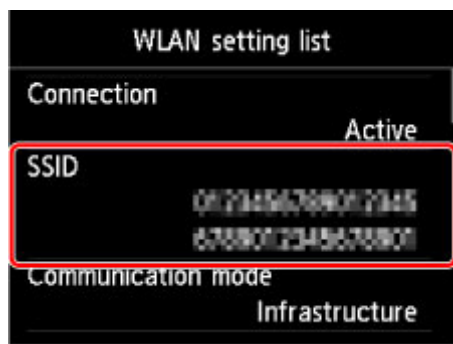 WLAN setting list
Connection
Active
SSID
Communication mode
Infrastructure